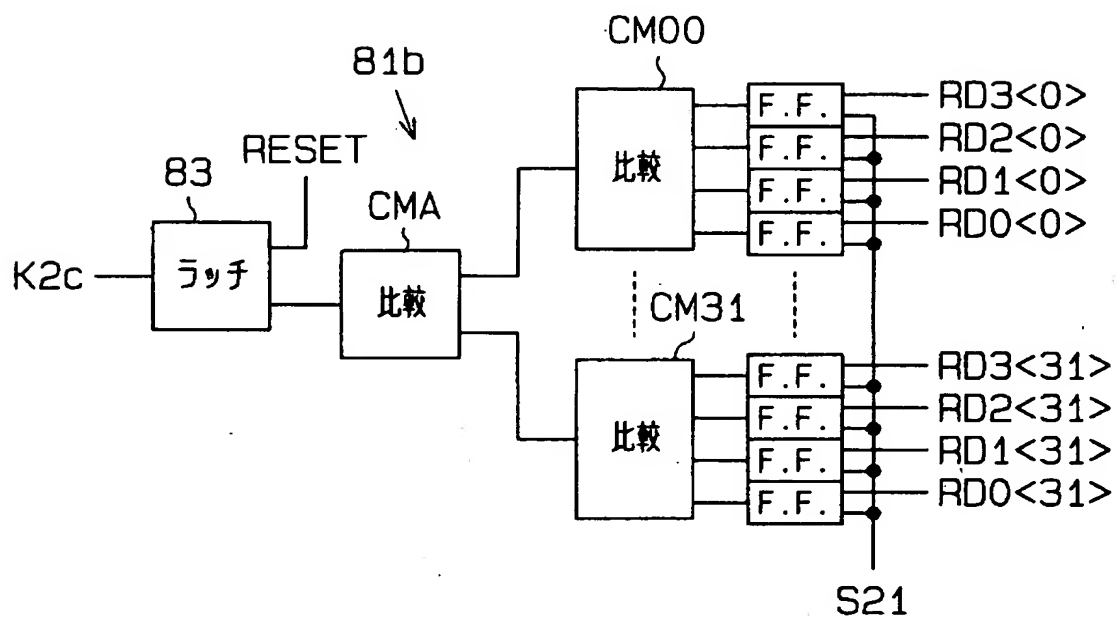 CM00
81b
RESET
83
CMA
K2c
ラッチ
比較
比較
F.F.
F.F.
F.F.
F.F.
RD3<0>
RD2<0>
RD1<0>
RD0<0>
CM31
比較
F.F.
F.F.
F.F.
F.F.
RD3<31>
RD2<31>
RD1<31>
RD0<31>
S21